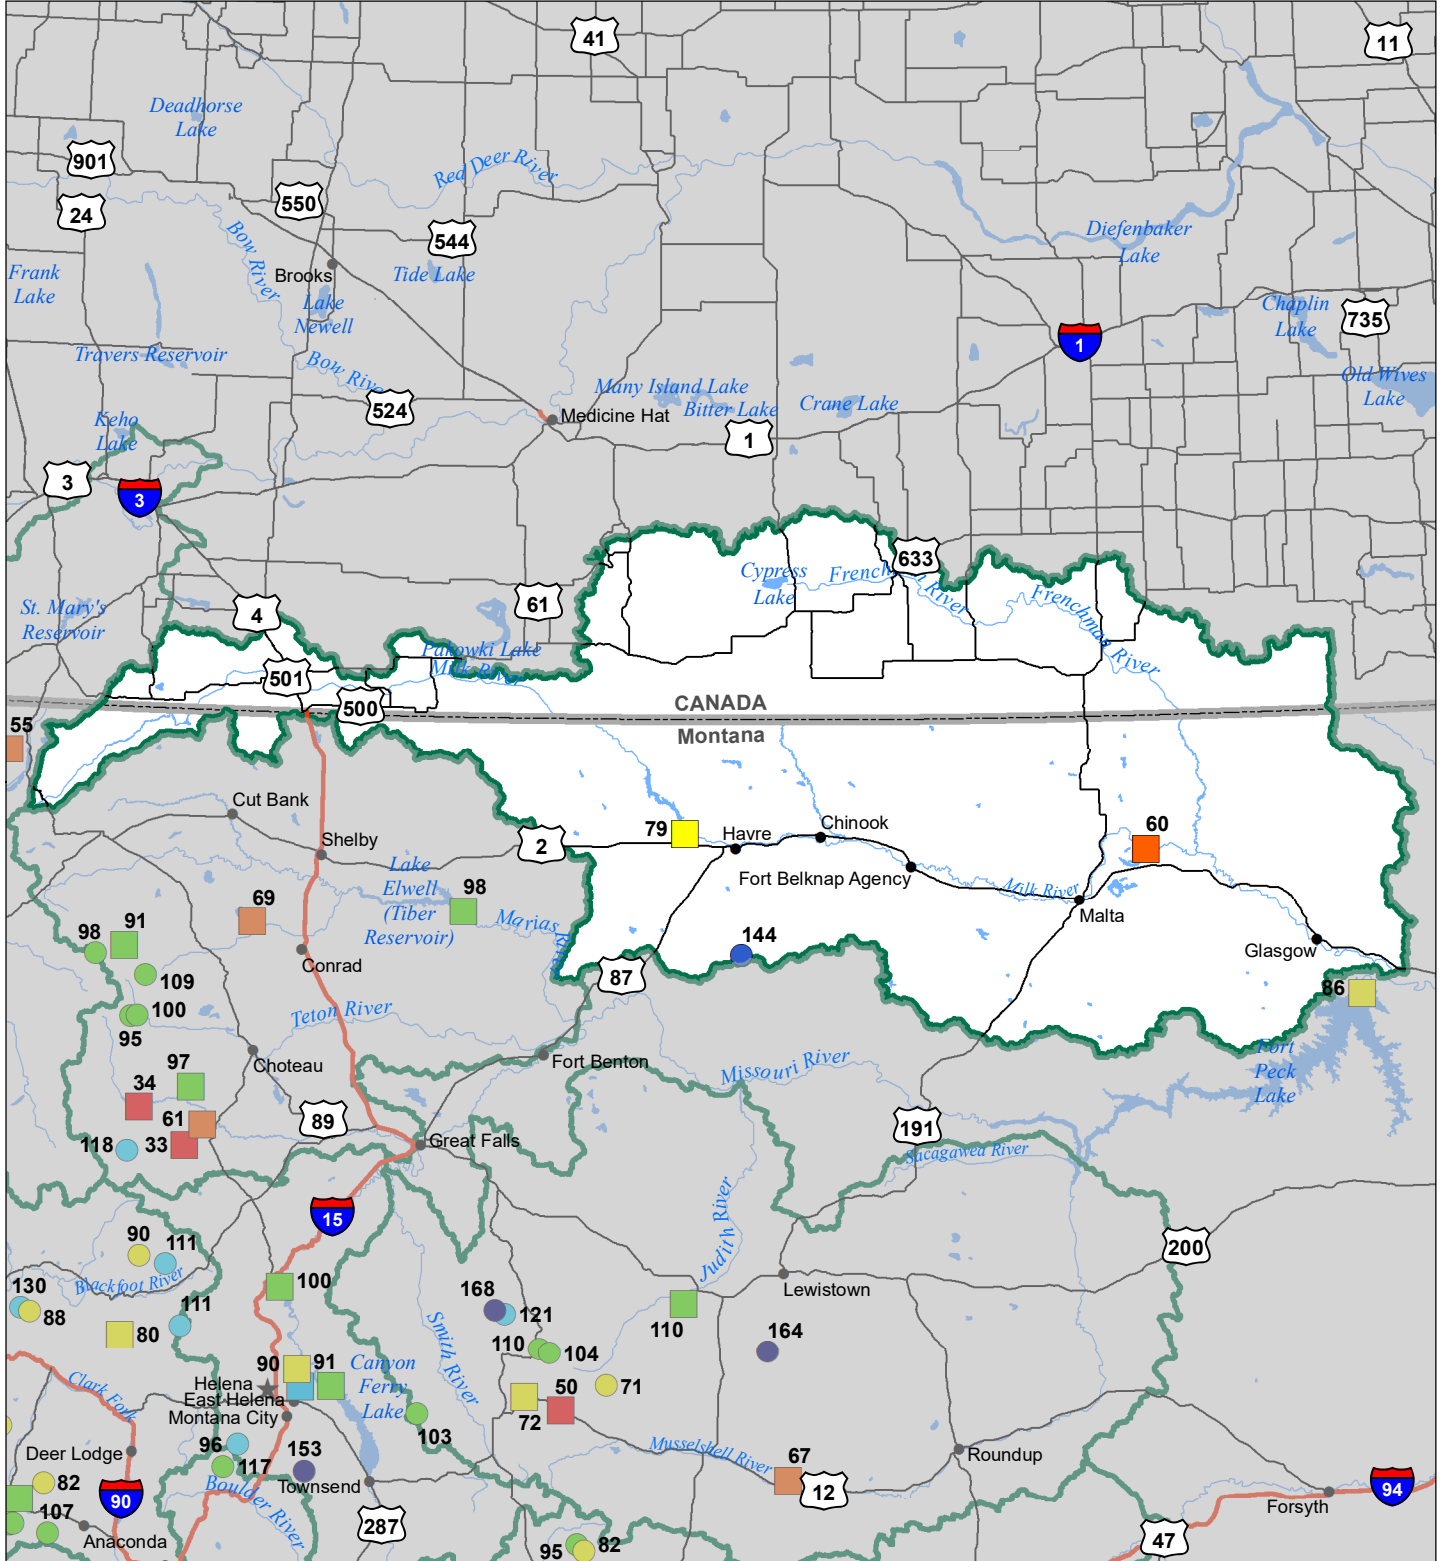 41
11
Deadhorse
Lake
901
Red Deer River
550
24
544
Bow River
Diefenbaker
Lake
Frank
Lake
Brooks
Tide Lake
Lake
Newell
Chaplin
Lake
735
1
Travers Reservoir
Bow River
Old Wives
Lake
524
Many Island Lake
Bitter Lake
Crane Lake
Medicine Hat
1
Keho
Lake
3
3
633
Cypress
Lake
Frenchman River
Frenchman River
61
4
St. Mary's
Reservoir
Pakowki Lake
Milk River
501
500
CANADA
Montana
55
Cut Bank
Shelby
2
79
Havre
Chinook
60
Fort Belknap Agency
Milk River
Malta
Lake
Elwell
(Tiber
Reservoir)
98
Marias River
69
98
91
109
Conrad
144
87
Glasgow
86
100
95
Teton River
Choteau
Fort Benton
Missouri River
Fort
Peck
Lake
97
34
61
118
33
89
Great Falls
191
Sacagawea River
15
Judith River
200
90
111
Blackfoot River
130
88
111
80
100
168
121
Smith River
110
104
110
Lewistown
164
90
91
Canyon
Ferry
Lake
Helena
East Helena
Montana City
Clark Fork
72
50
71
103
Deer Lodge
96
117
153
Townsend
Musselshell River
67
12
Roundup
82
90
Boulder River
107
Anaconda
287
95
82
94
Forsyth
47